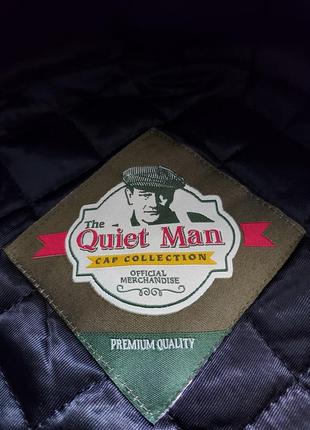 The
Quiet Man
CAP COLLECTION
OFFICIAL
MERCHANDISE
PREMIUM QUALITY